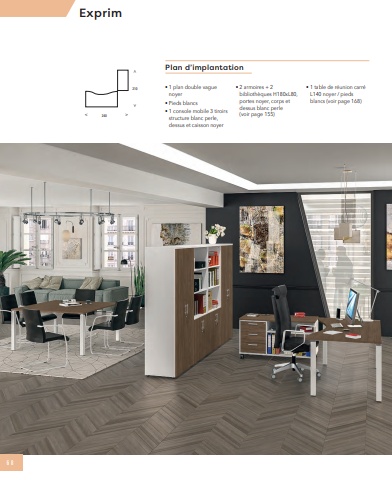 Exprim
Plan d'implantation
• 1 plan double vague
noyer
• Pieds blancs
• 1 console mobile 3 tiroirs
structure blanc perle,
dessus et caisson noyer
• 2 armoires + 2
bibliothèques H180xL80,
portes noyer, corps et
dessus blanc perle
(voir page 155)
• 1 table de réunion carré
L140 noyer / pieds
blancs (voir page 168)
11